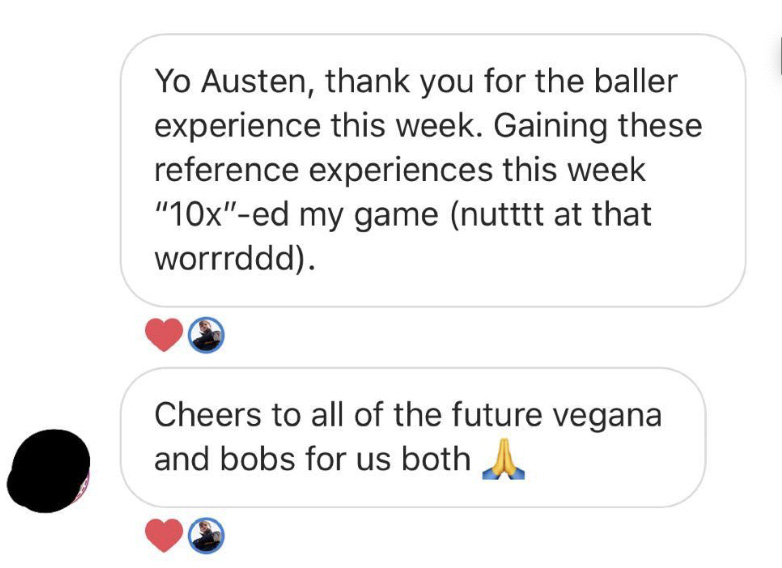 Yo Austen, thank you for the baller
experience this week. Gaining these
reference experiences this week
“10x”-ed my game (nutttt at that
worrrddd).
Cheers to all of the future vegana
and bobs for us both 🙏